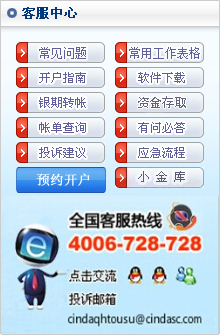 客服中心
常见问题 常用工作表格
开户指南 软件下载
银期转帐 资金存取
帐单查询 有问必答
投诉建议 应急流程
预约开户 小金库
全国客服热线
4006-728-728
点击交流
投诉邮箱
cindaqhtousu@cindasc.com